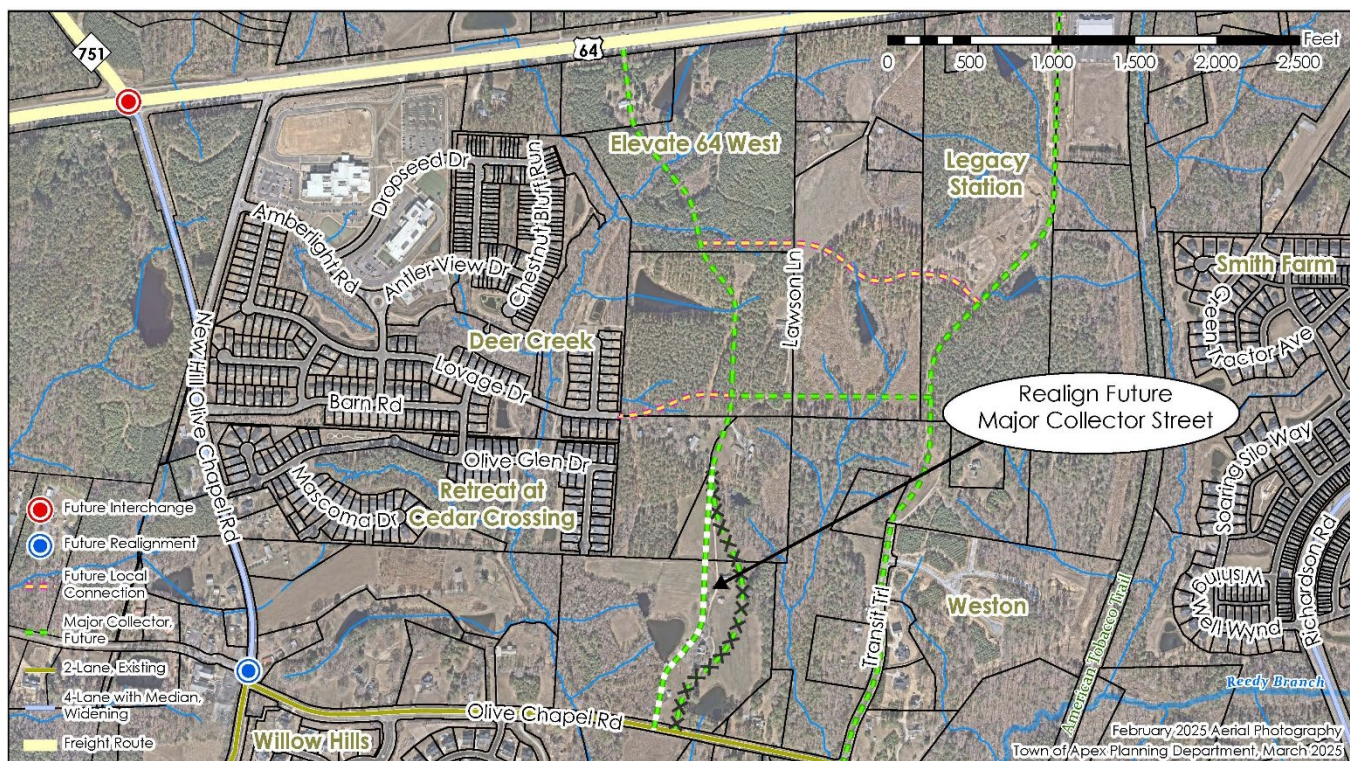 751
64
Feet
0 500 1,000 1,500 2,000 2,500
Elevate 64 West
Legacy
Station
Dropseed Dr
Chestnut Bluff Run
Amberlight Rd
Antler View Dr
Lawson Ln
Smith Farm
Green Tractor Ave
New Hill Olive Chapel Rd
Deer Creek
Lovage Dr
Barn Rd
Realign Future
Major Collector Street
Olive Glen Dr
Mascoma Dr
Retreat at
Cedar Crossing
Soaring Silo Way
Richardson Rd
Wishing Well Wynd
Weston
Transit Trl
American Tobacco Trail
Reedy Branch
Olive Chapel Rd
Willow Hills
Future Interchange
Future Realignment
Future Local
Connection
Major Collector,
Future
2-Lane, Existing
4-Lane with Median,
Widening
Freight Route
February 2025 Aerial Photography
Town of Apex Planning Department, March 2025